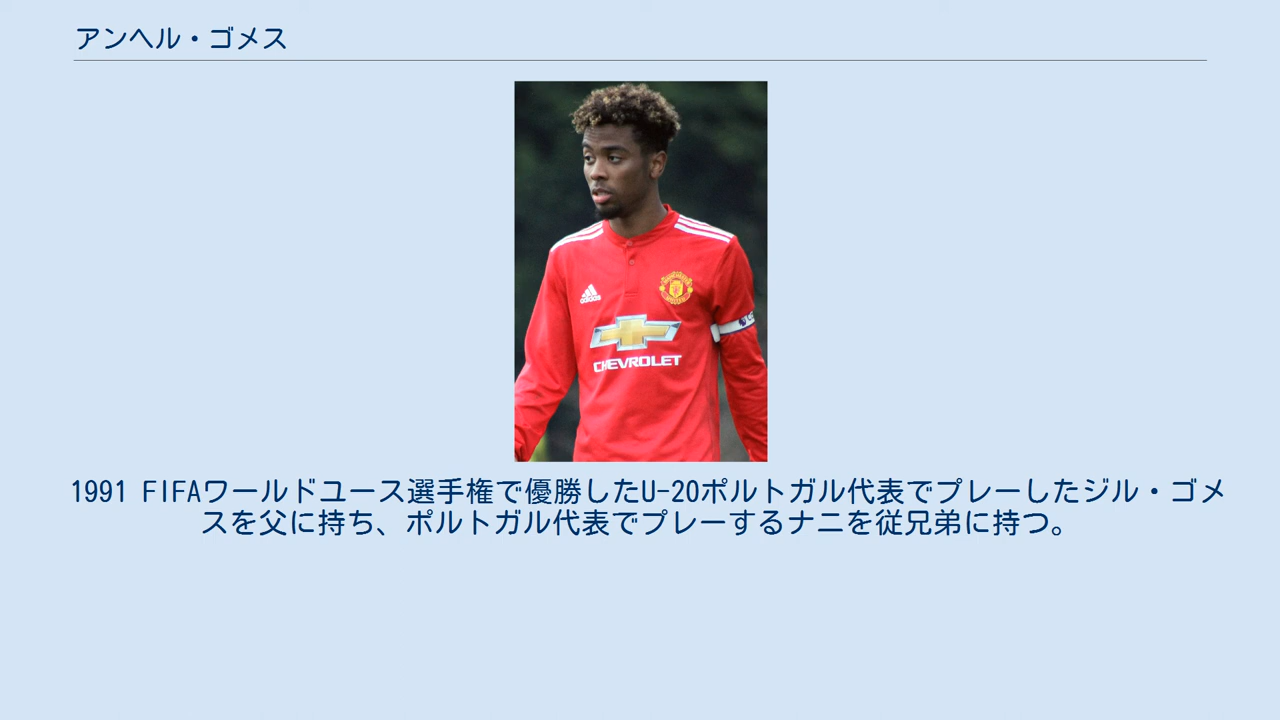 アンヘル・ゴメス
adidas
CHEVROLET
1991 FIFAワールドユース選手権で優勝したU-20ポルトガル代表でプレーしたジル・ゴメ
スを父に持ち、ポルトガル代表でプレーするナニを従兄弟に持つ。